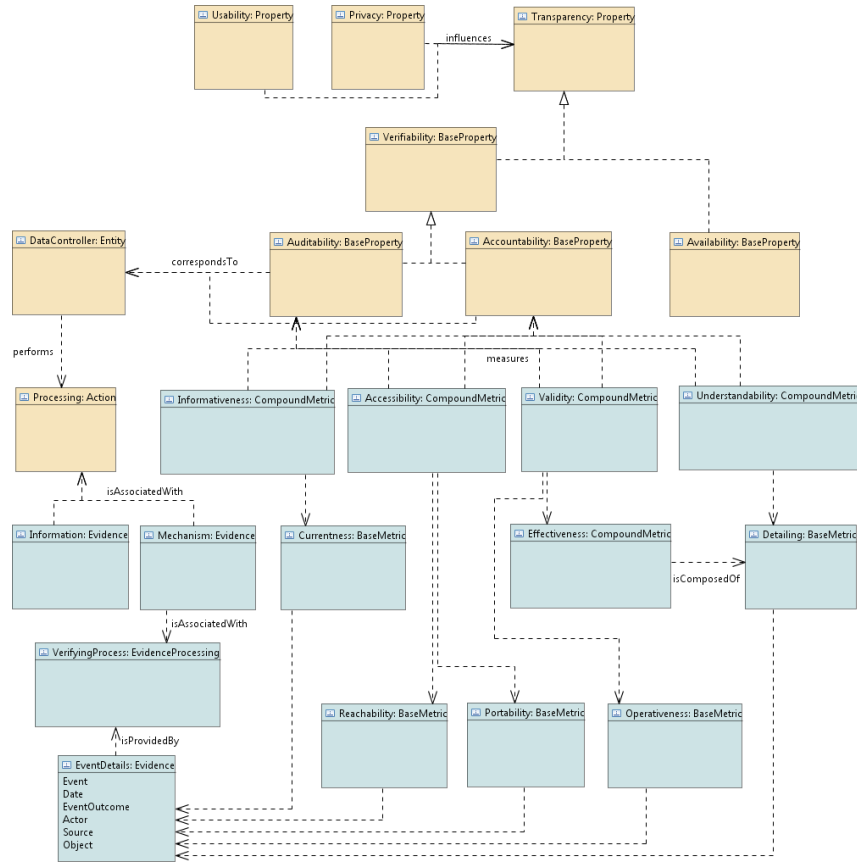 Usability: Property
Privacy: Property
Transparency: Property
influences
Verifiability: BaseProperty
DataController: Entity
Auditability: BaseProperty
Accountability: BaseProperty
Availability: BaseProperty
correspondsTo
performs
measures
Processing: Action
Informativeness: CompoundMetric
Accessibility: CompoundMetric
Validity: CompoundMetric
Understandability: CompoundMetric
isAssociatedWith
Information: Evidence
Mechanism: Evidence
Currentness: BaseMetric
Effectiveness: CompoundMetric
Detailing: BaseMetric
isComposedOf
isAssociatedWith
VerifyingProcess: EvidenceProcessing
Reachability: BaseMetric
Portability: BaseMetric
Operativeness: BaseMetric
isProvidedBy
EventDetails: Evidence
Event
Date
EventOutcome
Actor
Source
Object